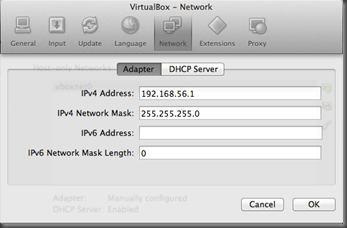 VirtualBox – Network
General Input Update Language Network Extensions Proxy
Host-only Networks
Adapter DHCP Server
IPv4 Address: 192.168.56.1
IPv4 Network Mask: 255.255.255.0
IPv6 Address:
IPv6 Network Mask Length: 0
Adapter: Manually configured
DHCP Server: Enabled
Cancel OK